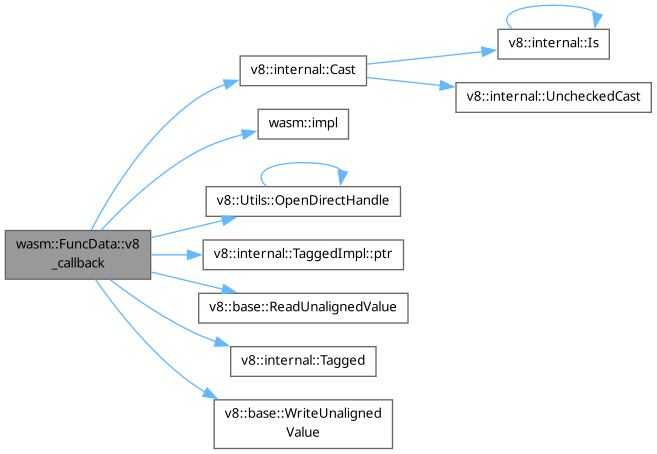 v8::internal::Is
v8::internal::Cast
v8::internal::UncheckedCast
wasm::impl
v8::Utils::OpenDirectHandle
wasm::FuncData::v8
_callback
v8::internal::TaggedImpl::ptr
v8::base::ReadUnalignedValue
v8::internal::Tagged
v8::base::WriteUnaligned
Value